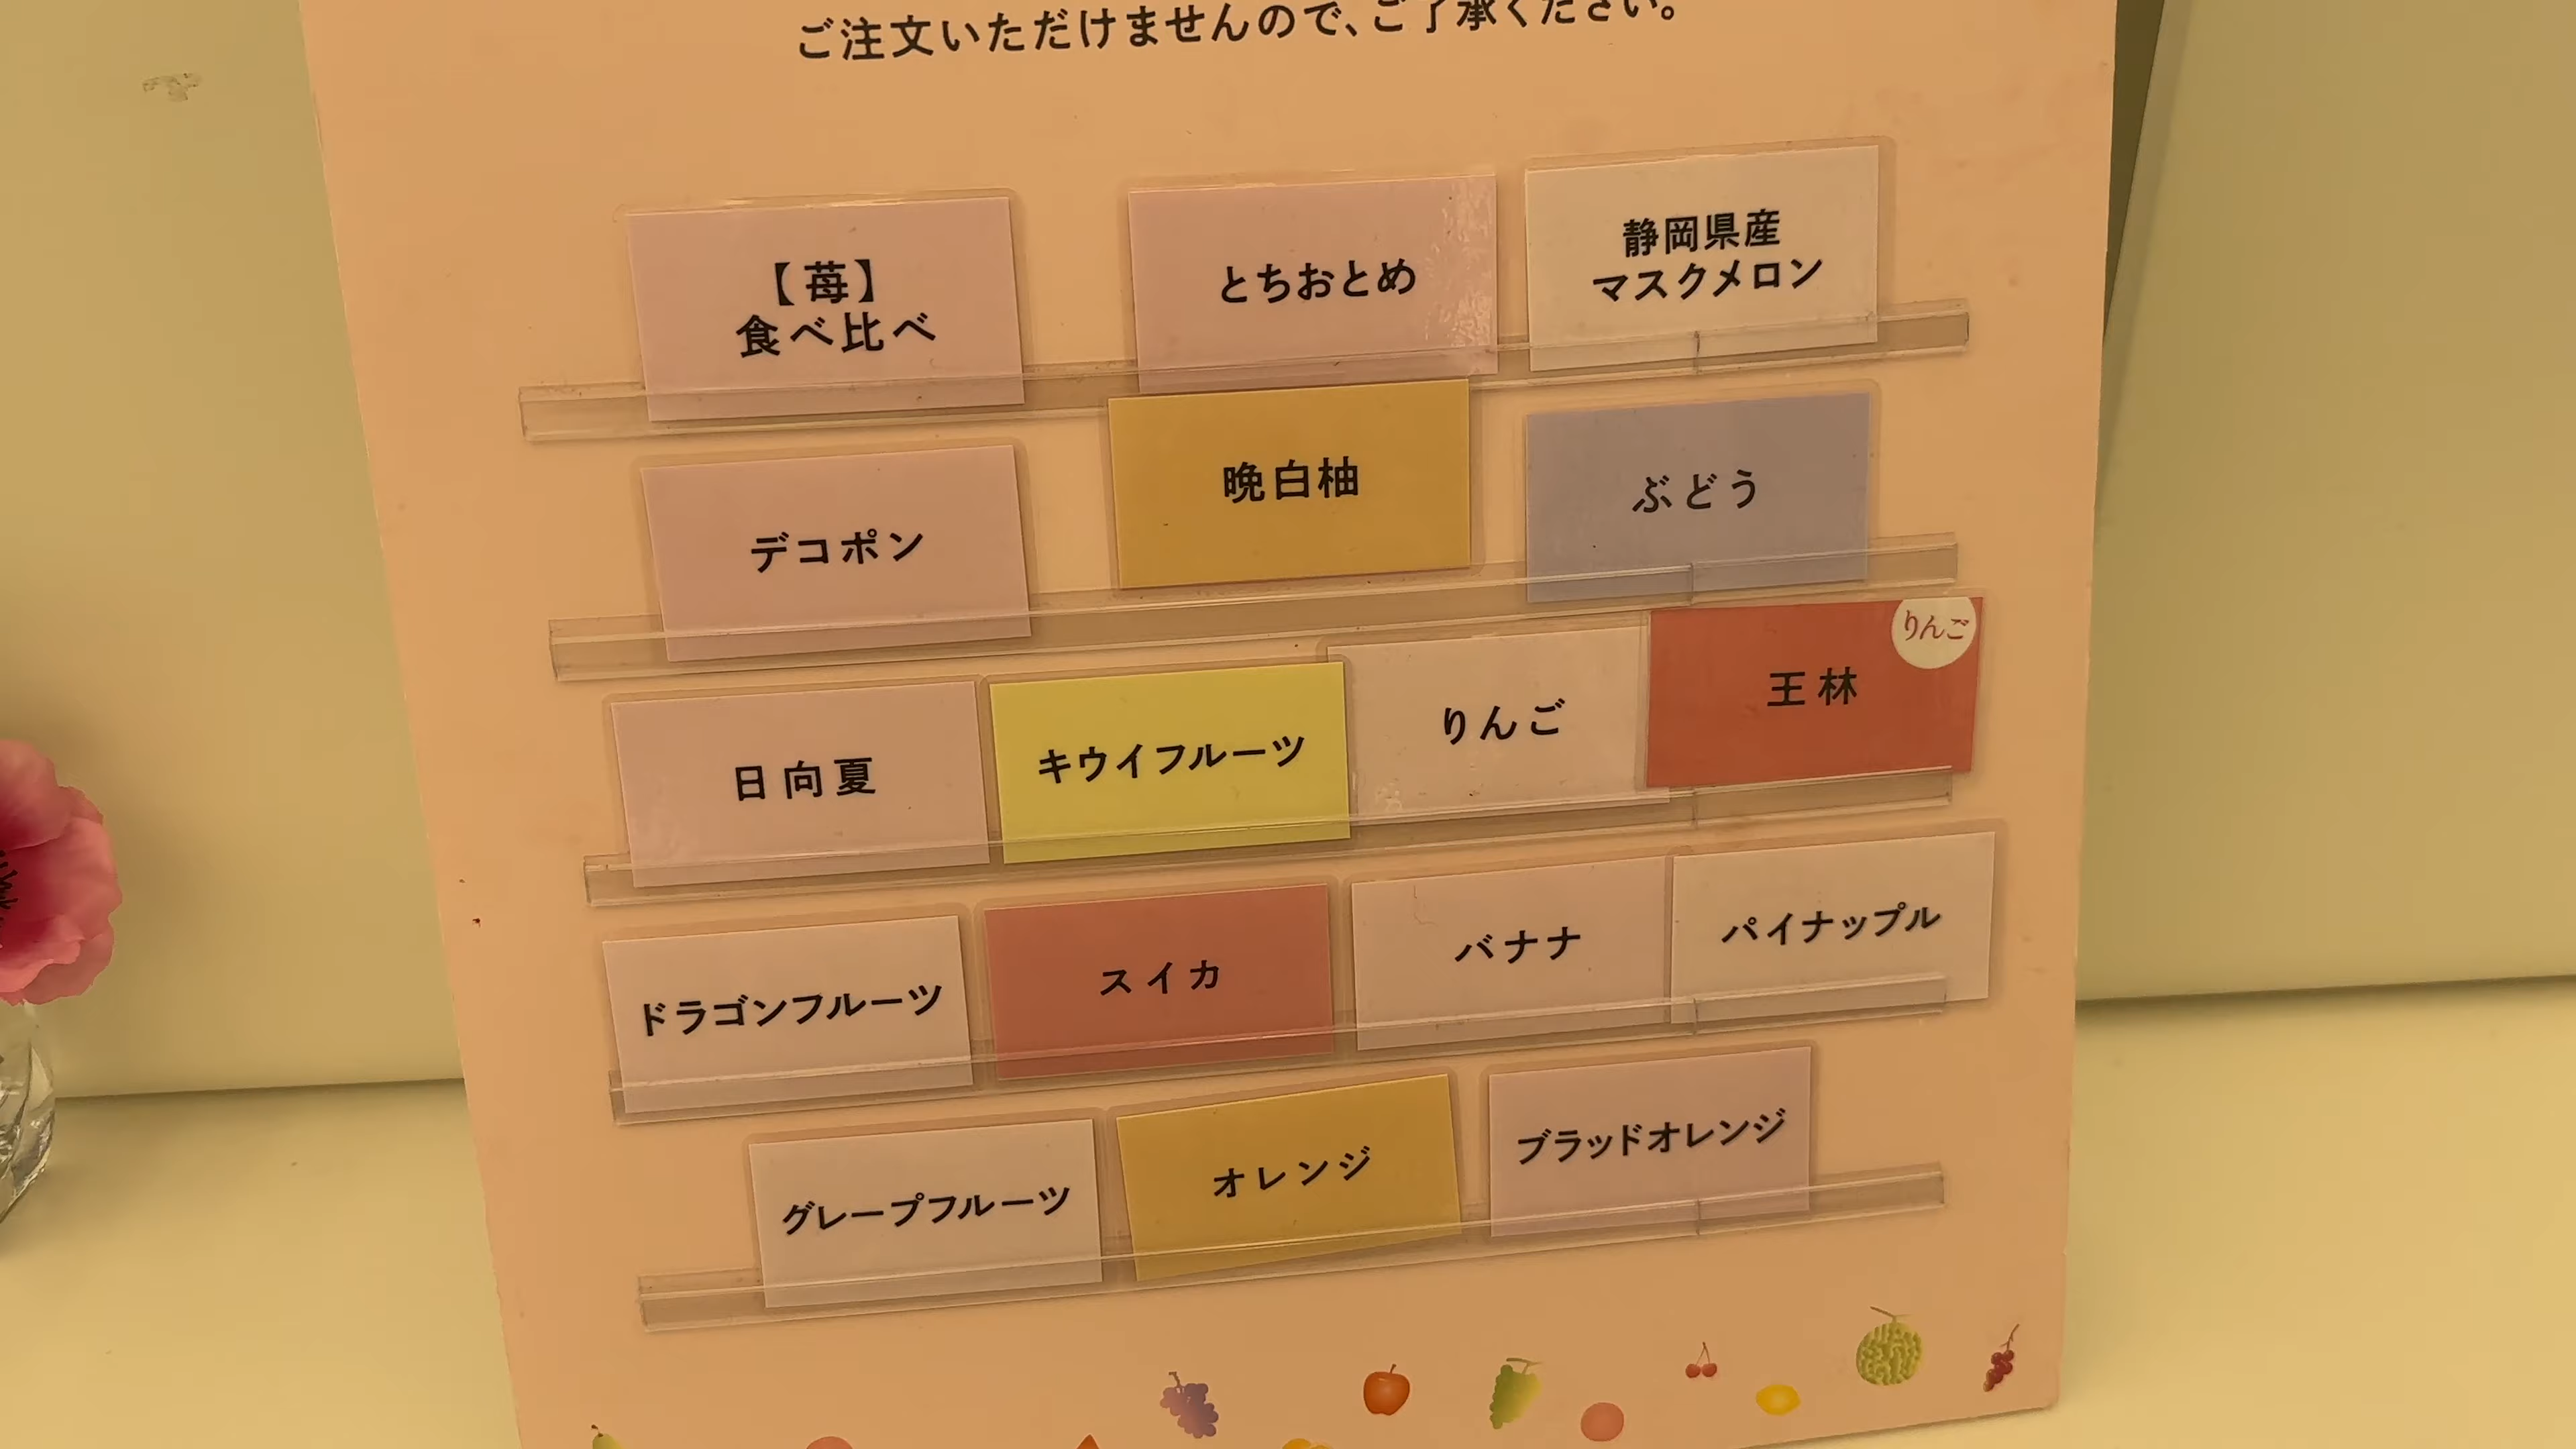 ご注文いただけませんので、ご了承ください。
【苺】
食べ比べ
とちおとめ
静岡県産
マスクメロン
デコポン
晩白柚
ぶどう
日向夏
キウイフルーツ
りんご
りんご
王林
ドラゴンフルーツ
スイカ
バナナ
パイナップル
グレープフルーツ
オレンジ
ブラッドオレンジ